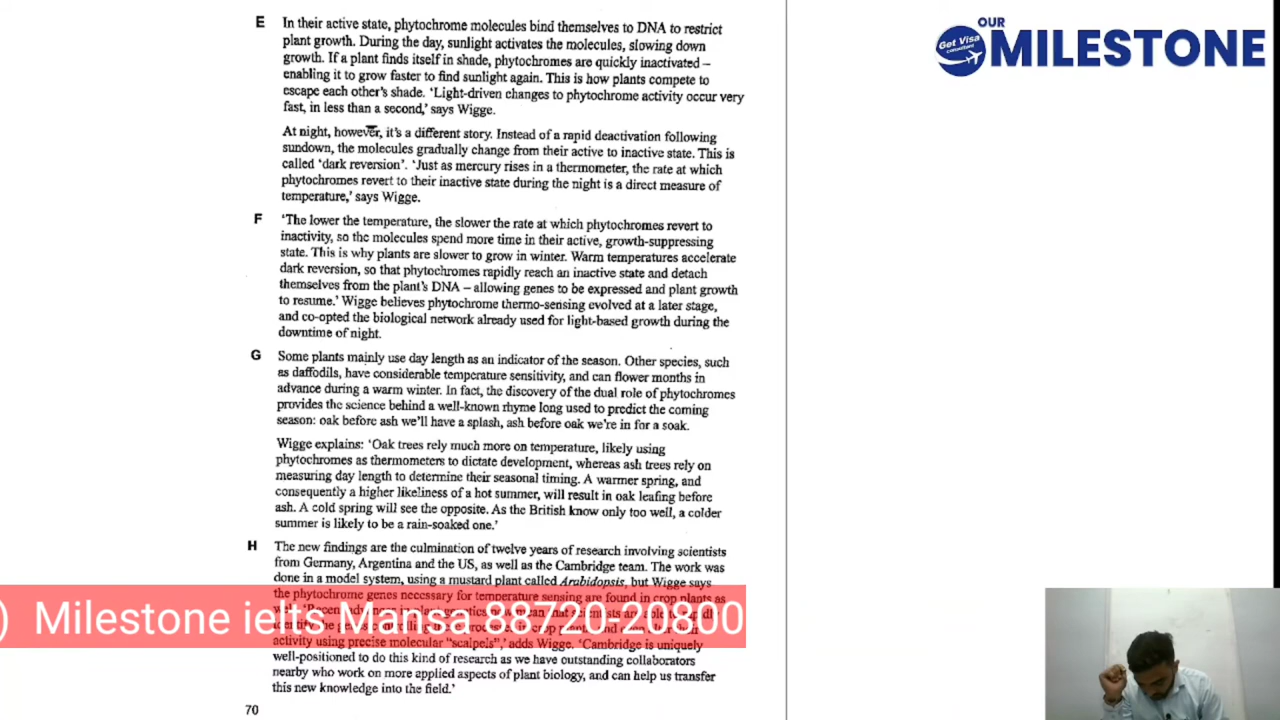 E In their active state, phytochrome molecules bind themselves to DNA to restrict
plant growth. During the day, sunlight activates the molecules, slowing down
growth. If a plant finds itself in shade, phytochromes are quickly inactivated –
enabling it to grow faster to find sunlight again. This is how plants compete to
escape each other's shade. 'Light-driven changes to phytochrome activity occur very
fast, in less than a second,' says Wigge.
At night, however, it's a different story. Instead of a rapid deactivation following
sundown, the molecules gradually change from their active to inactive state. This is
called 'dark reversion'. 'Just as mercury rises in a thermometer, the rate at which
phytochromes revert to their inactive state during the night is a direct measure of
temperature,' says Wigge.
F 'The lower the temperature, the slower the rate at which phytochromes revert to
inactivity, so the molecules spend more time in their active, growth-suppressing
state. This is why plants are slower to grow in winter. Warm temperatures accelerate
dark reversion, so that phytochromes rapidly reach an inactive state and detach
themselves from the plant's DNA – allowing genes to be expressed and plant growth
to resume.' Wigge believes phytochrome thermo-sensing evolved at a later stage,
and co-opted the biological network already used for light-based growth during the
downtime of night.
G Some plants mainly use day length as an indicator of the season. Other species, such
as daffodils, have considerable temperature sensitivity, and can flower months in
advance during a warm winter. In fact, the discovery of the dual role of phytochromes
provides the science behind a well-known rhyme long used to predict the coming
season: oak before ash we'll have a splash, ash before oak we're in for a soak.
Wigge explains: 'Oak trees rely much more on temperature, likely using
phytochromes as thermometers to dictate development, whereas ash trees rely on
measuring day length to determine their seasonal timing. A warmer spring, and
consequently a higher likeliness of a hot summer, will result in oak leafing before
ash. A cold spring will see the opposite. As the British know only too well, a colder
summer is likely to be a rain-soaked one.'
H The new findings are the culmination of twelve years of research involving scientists
from Germany, Argentina and the US, as well as the Cambridge team. The work was
done in a model system, using a mustard plant called Arabidopsis, but Wigge says
the phytochrome genes necessary for temperature sensing are found in crop plants as
activity using precise molecular "scalpels",' adds Wigge. 'Cambridge is uniquely
well-positioned to do this kind of research as we have outstanding collaborators
nearby who work on more applied aspects of plant biology, and can help us transfer
this new knowledge into the field.'
70
OUR
MILESTONE
Get Visa
) Milestone ielts Mansa 88720-20800